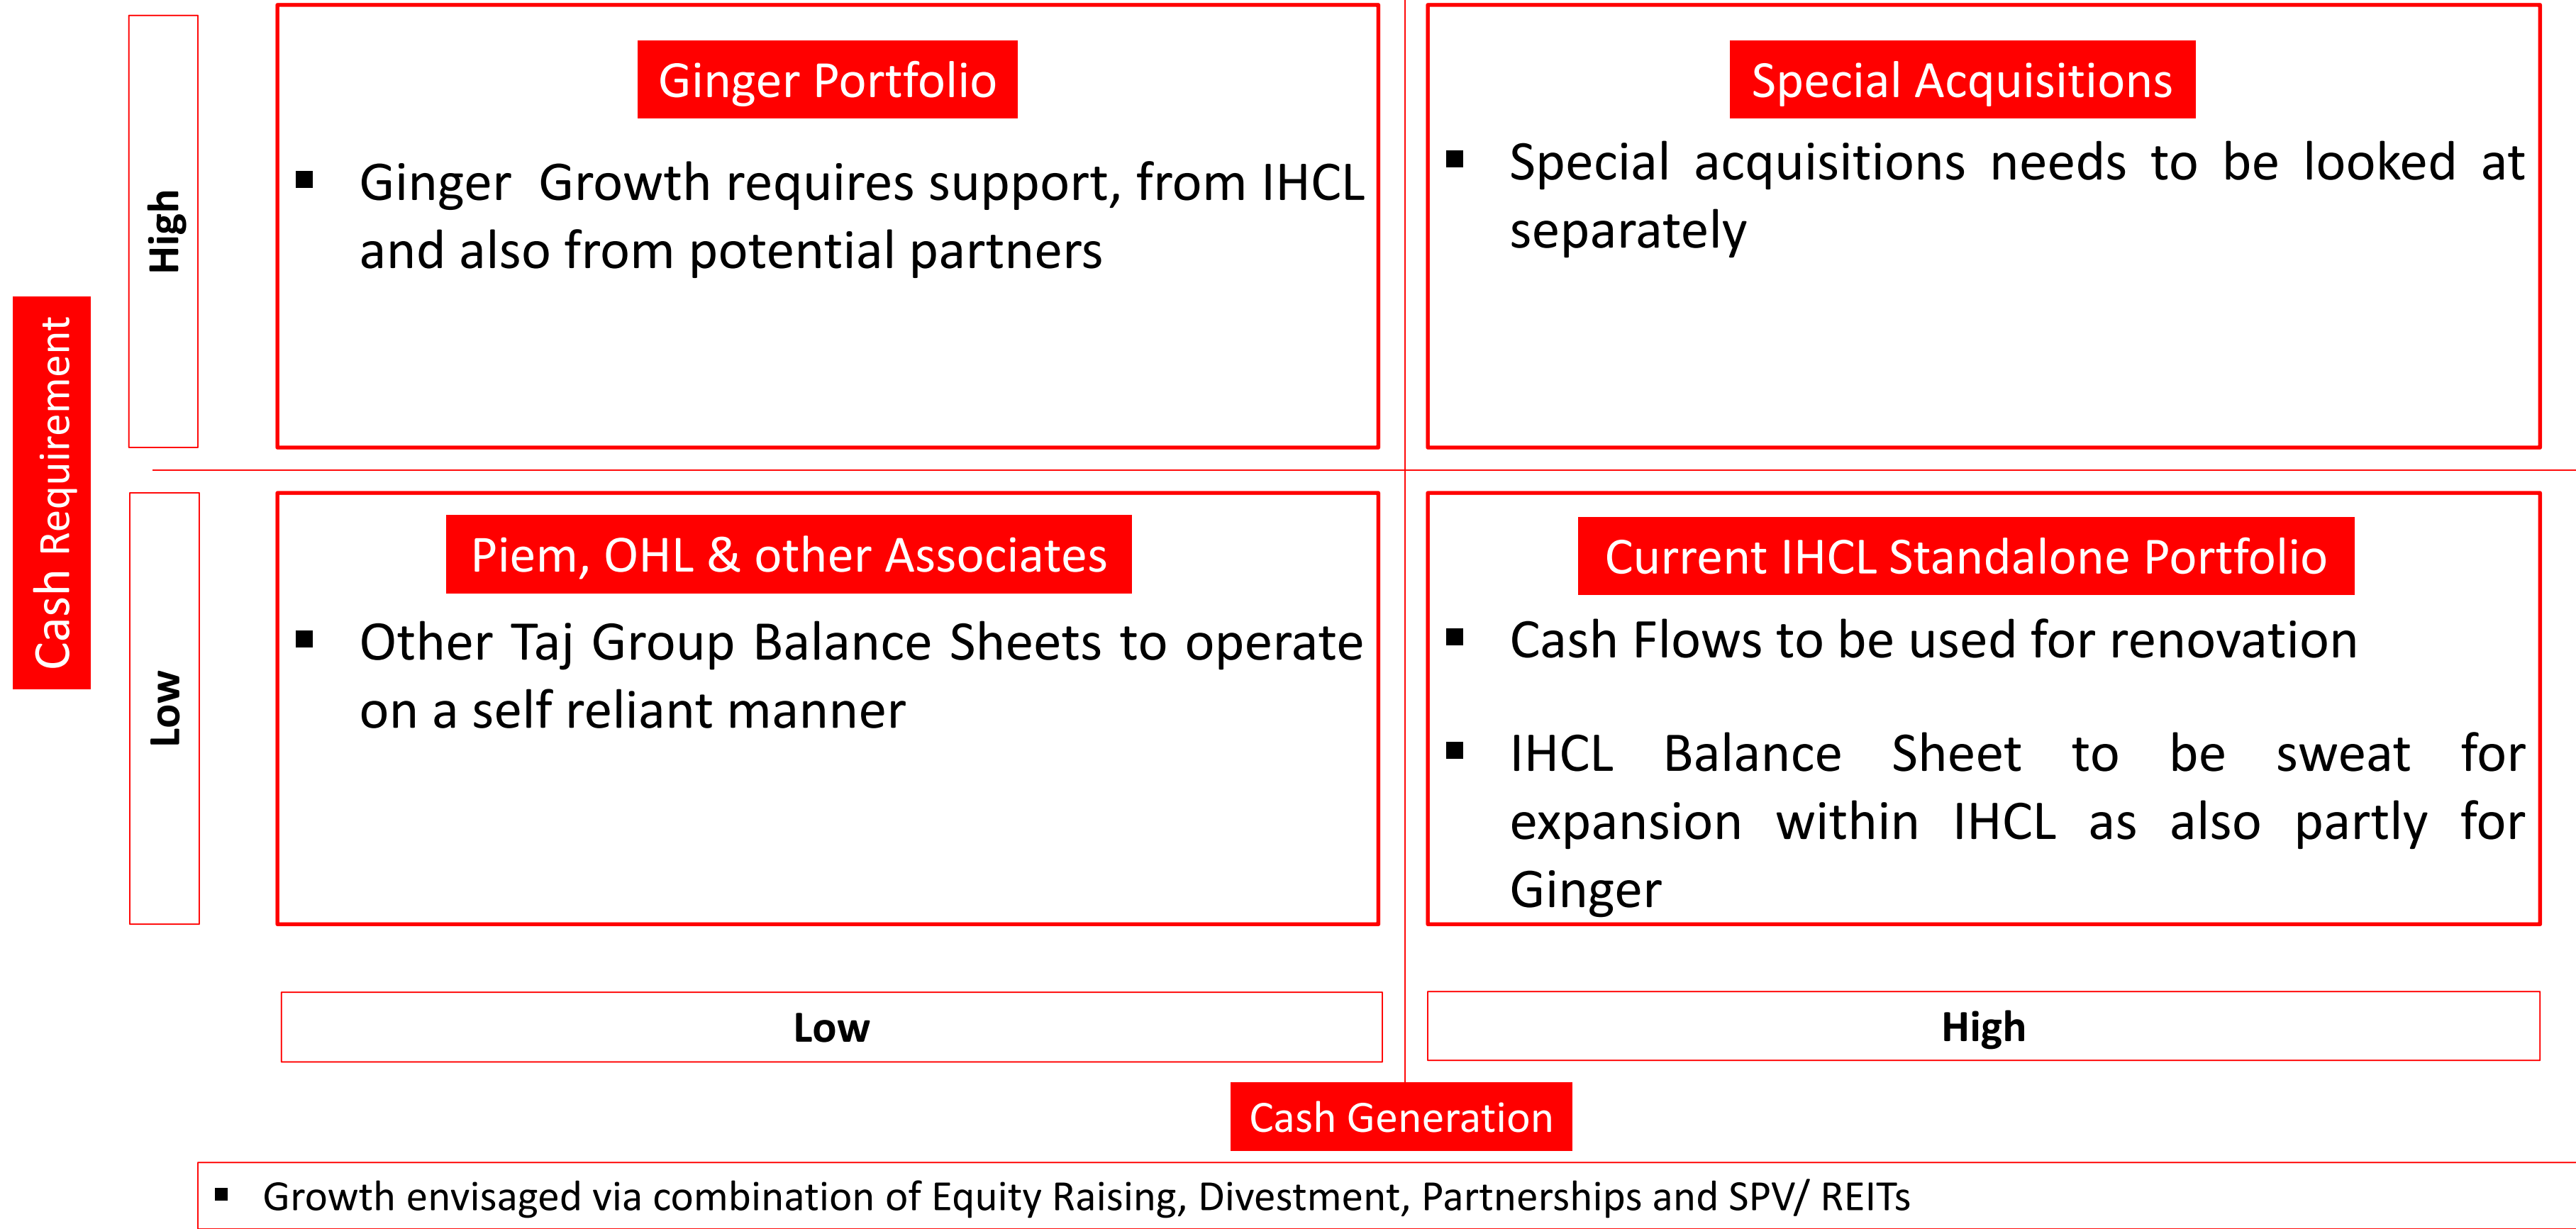 Cash Requirement
High
Ginger Portfolio
▪ Ginger Growth requires support, from IHCL
and also from potential partners
Special Acquisitions
▪ Special acquisitions needs to be looked at
separately
Low
Piem, OHL & other Associates
▪ Other Taj Group Balance Sheets to operate
on a self reliant manner
Current IHCL Standalone Portfolio
▪ Cash Flows to be used for renovation
▪ IHCL Balance Sheet to be sweat for
expansion within IHCL as also partly for
Ginger
Low
High
Cash Generation
▪ Growth envisaged via combination of Equity Raising, Divestment, Partnerships and SPV/ REITs